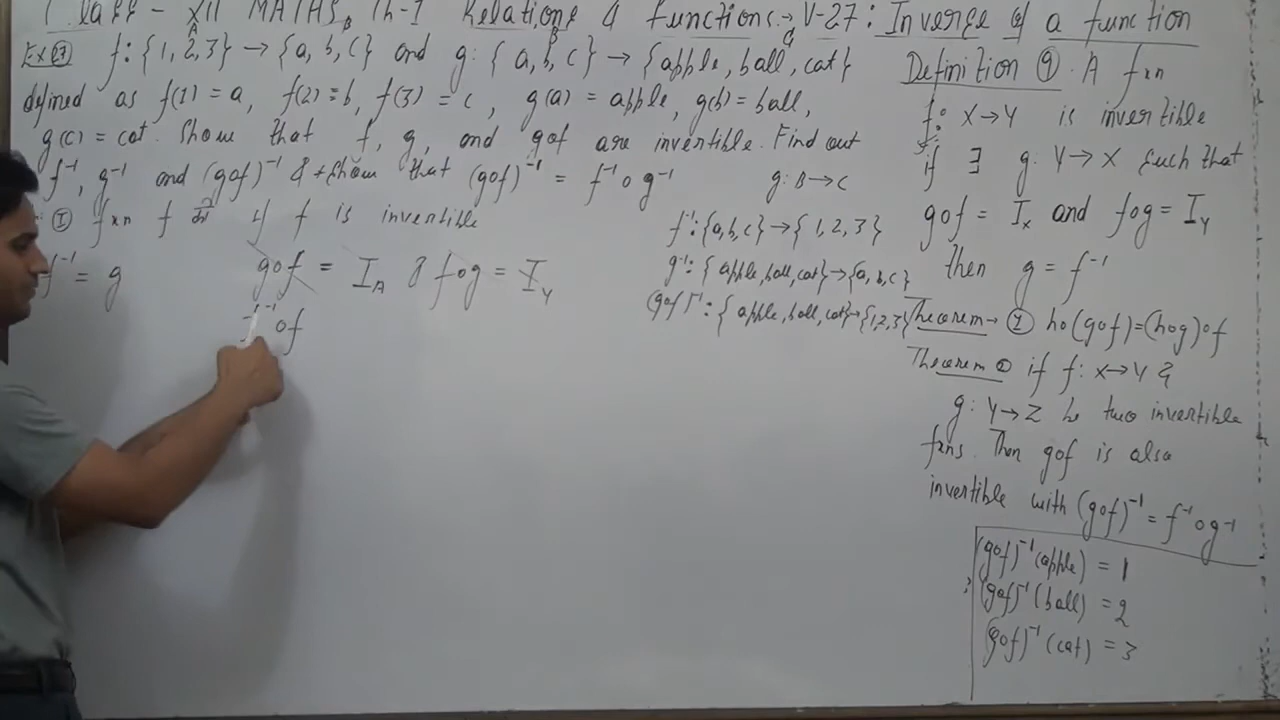 Class - XII MATHS, Ch-1 Relations & functions → V-27: Inverse of a function
f: {1, 2, 3} → {a, b, c} and g: {a, b, c} → {apple, ball, cat}
defined as f(1) = a, f(2) = b, f(3) = c, g(a) = apple, g(b) = ball,
g(c) = cat. Show that f, g, and gof are invertible. Find out
f⁻¹, g⁻¹ and (gof)⁻¹ & show that (gof)⁻¹ = f⁻¹ o g⁻¹
g: B → C
① fxn f if f is invertible
f⁻¹ = g
gof = I_A & fog = I_Y
f⁻¹ of
f⁻¹: {a, b, c} → {1, 2, 3}
g⁻¹: {apple, ball, cat} → {a, b, c}
(gof)⁻¹: {apple, ball, cat} → {1, 2, 3}
Definition ⑨. A fxn
f: X → Y is invertible
if ∃ g: Y → X such that
gof = I_X and fog = I_Y
then g = f⁻¹
Theorem → ① ho(gof) = (hog)of
Theorem ② if f: X → Y &
g: Y → Z be two invertible
fxns. Then gof is also
invertible with (gof)⁻¹ = f⁻¹ o g⁻¹
(gof)⁻¹ (apple) = 1
(gof)⁻¹ (ball) = 2
(gof)⁻¹ (cat) = 3